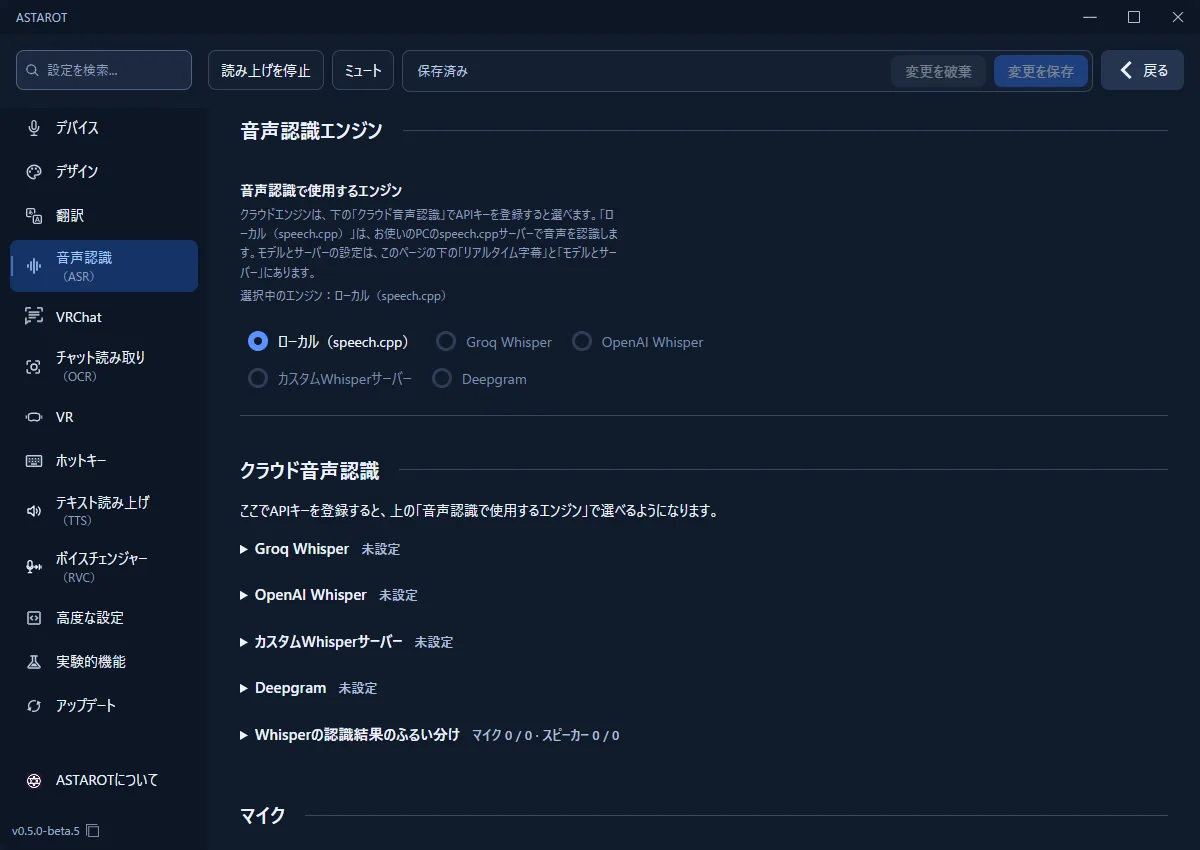 ASTAROT
設定を検索...
読み上げを停止
ミュート
保存済み
変更を破棄
変更を保存
戻る
デバイス
デザイン
翻訳
音声認識
（ASR）
VRChat
チャット読み取り
（OCR）
VR
ホットキー
テキスト読み上げ
（TTS）
ボイスチェンジャー
（RVC）
高度な設定
実験的機能
アップデート
ASTAROTについて
v0.5.0-beta.5
音声認識エンジン
音声認識で使用するエンジン
クラウドエンジンは、下の「クラウド音声認識」でAPIキーを登録すると選べます。「ロ
ーカル（speech.cpp）」は、お使いのPCのspeech.cppサーバーで音声を認識しま
す。モデルとサーバーの設定は、このページの下の「リアルタイム字幕」と「モデルとサー
バー」にあります。
選択中のエンジン：ローカル（speech.cpp）
ローカル（speech.cpp）
Groq Whisper
OpenAI Whisper
カスタムWhisperサーバー
Deepgram
クラウド音声認識
ここでAPIキーを登録すると、上の「音声認識で使用するエンジン」で選べるようになります。
Groq Whisper 未設定
OpenAI Whisper 未設定
カスタムWhisperサーバー 未設定
Deepgram 未設定
Whisperの認識結果のふるい分け マイク 0 / 0 · スピーカー 0 / 0
マイク